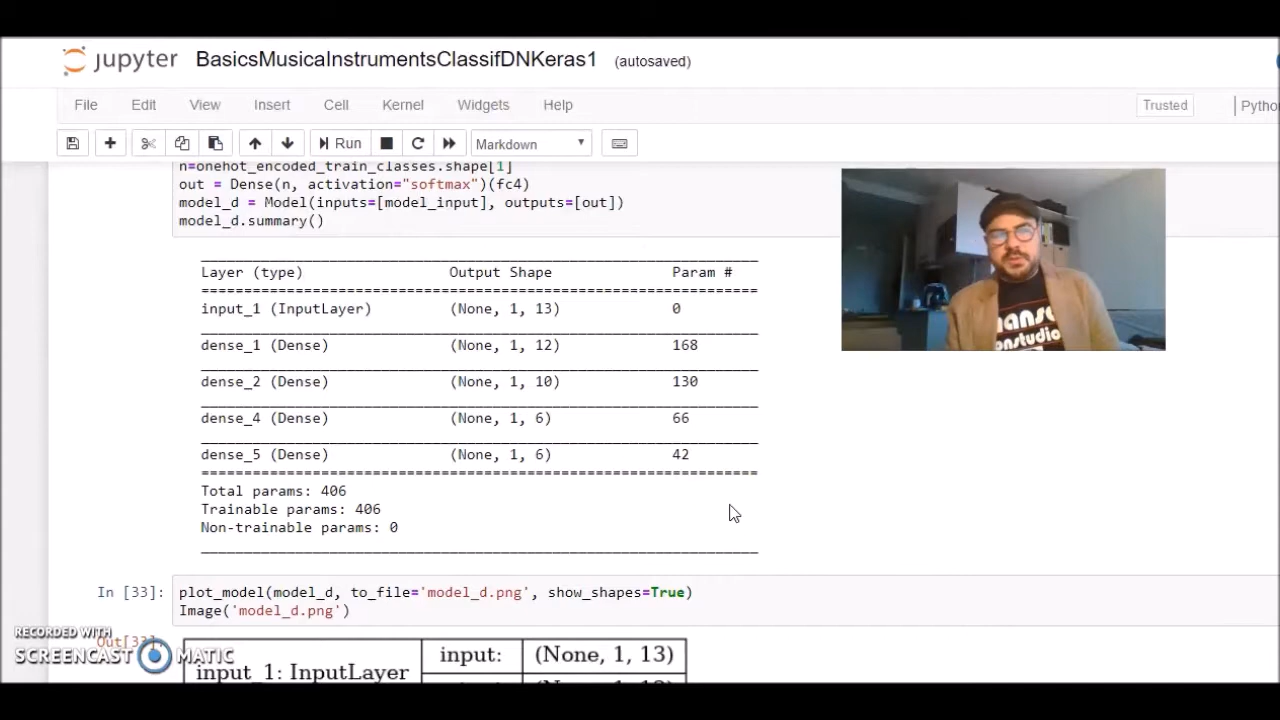 jupyter BasicsMusicaInstrumentsClassifDNKeras1 (autosaved)
File Edit View Insert Cell Kernel Widgets Help Trusted Python
Run Markdown
n=onehot_encoded_train_classes.shape[1]
out = Dense(n, activation="softmax")(fc4)
model_d = Model(inputs=[model_input], outputs=[out])
model_d.summary()
Layer (type) Output Shape Param #
input_1 (InputLayer) (None, 1, 13) 0
dense_1 (Dense) (None, 1, 12) 168
dense_2 (Dense) (None, 1, 10) 130
dense_4 (Dense) (None, 1, 6) 66
dense_5 (Dense) (None, 1, 6) 42
Total params: 406
Trainable params: 406
Non-trainable params: 0
In [33]: plot_model(model_d, to_file='model_d.png', show_shapes=True)
Image('model_d.png')
Out[33]:
RECORDED WITH
SCREENCAST MATIC
input_1: InputLayer input: (None, 1, 13)